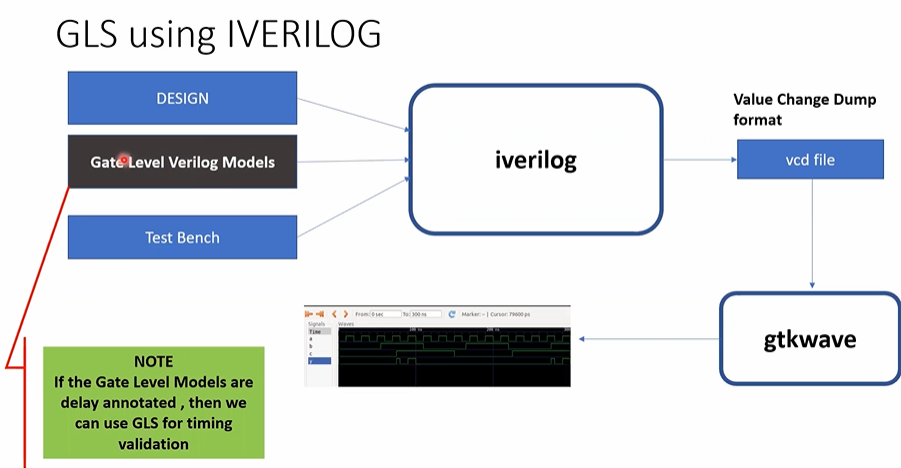 GLS using IVERILOG
DESIGN
Gate Level Verilog Models
Test Bench
iverilog
Value Change Dump
format
vcd file
gtkwave
From: 0 sec To: 300 ns Marker: -- | Cursor: 79600 ps
Signals Waves
Time
a
b
c
y
NOTE
If the Gate Level Models are
delay annotated , then we
can use GLS for timing
validation